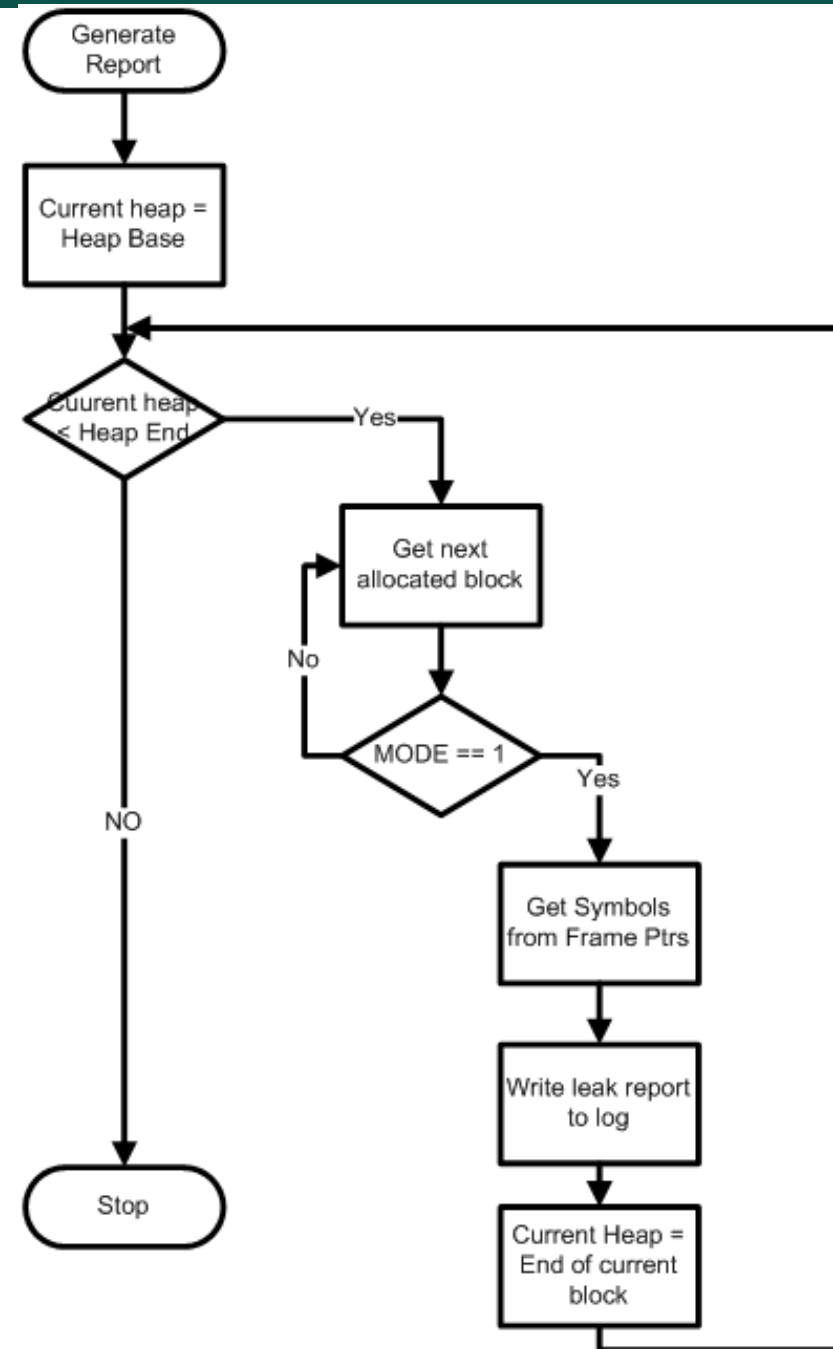 Generate
Report
Current heap =
Heap Base
Cuurent heap
< Heap End
Yes
Get next
allocated block
No
MODE == 1
Yes
NO
Get Symbols
from Frame Ptrs
Write leak report
to log
Stop
Current Heap =
End of current
block